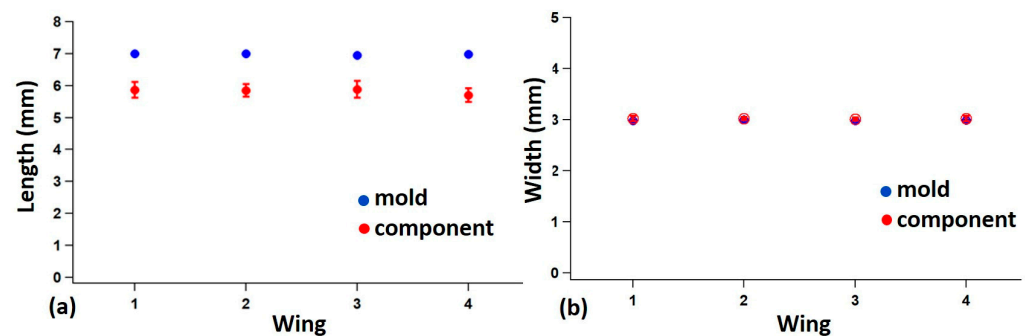 8
7
6
5
4
3
2
1
0
Length (mm)
mold
component
1 2 3 4
(a) Wing
5
4
3
2
1
0
Width (mm)
mold
component
1 2 3 4
(b) Wing